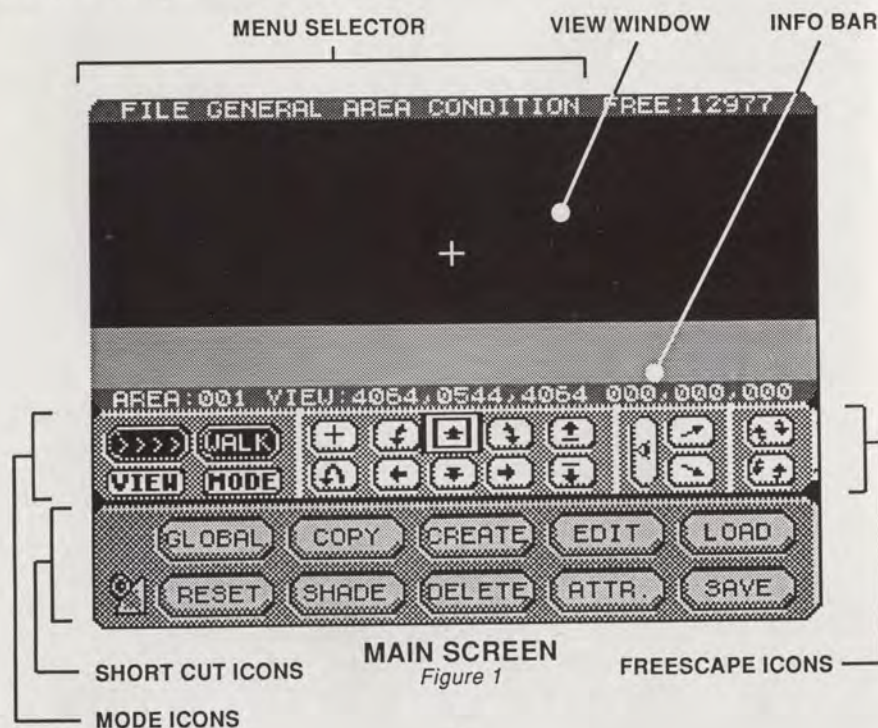 MENU SELECTOR VIEW WINDOW INFO BAR
FILE GENERAL AREA CONDITION FREE:12977
AREA:001 VIEW:4064,0544,4064 000,000,000
>>>> WALK
VIEW MODE
GLOBAL COPY CREATE EDIT LOAD
RESET SHADE DELETE ATTR. SAVE
MAIN SCREEN
Figure 1
SHORT CUT ICONS FREESCAPE ICONS
MODE ICONS